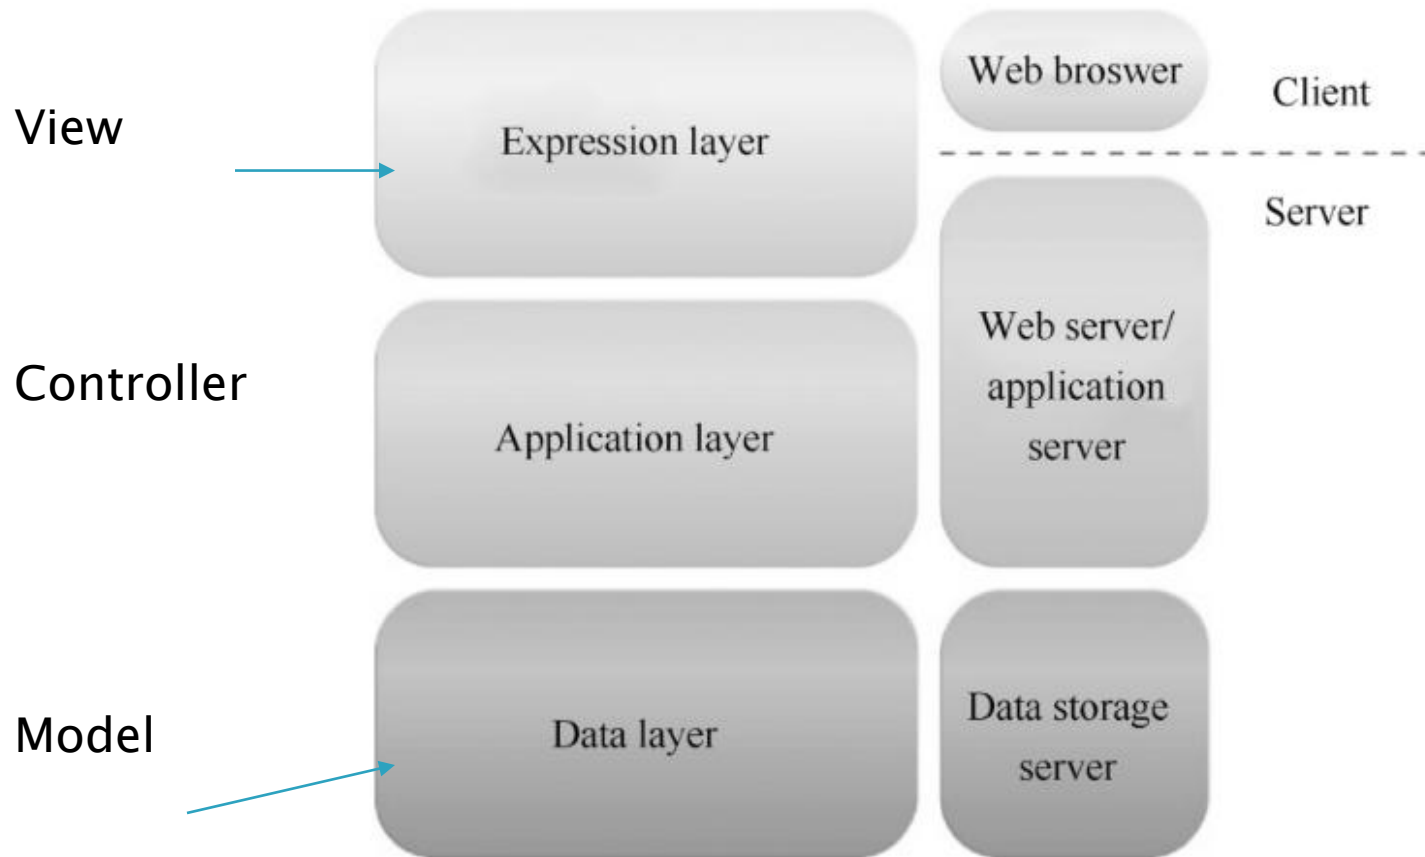 View
Expression layer
Web broswer
Client
Server
Controller
Application layer
Web server/
application
server
Model
Data layer
Data storage
server